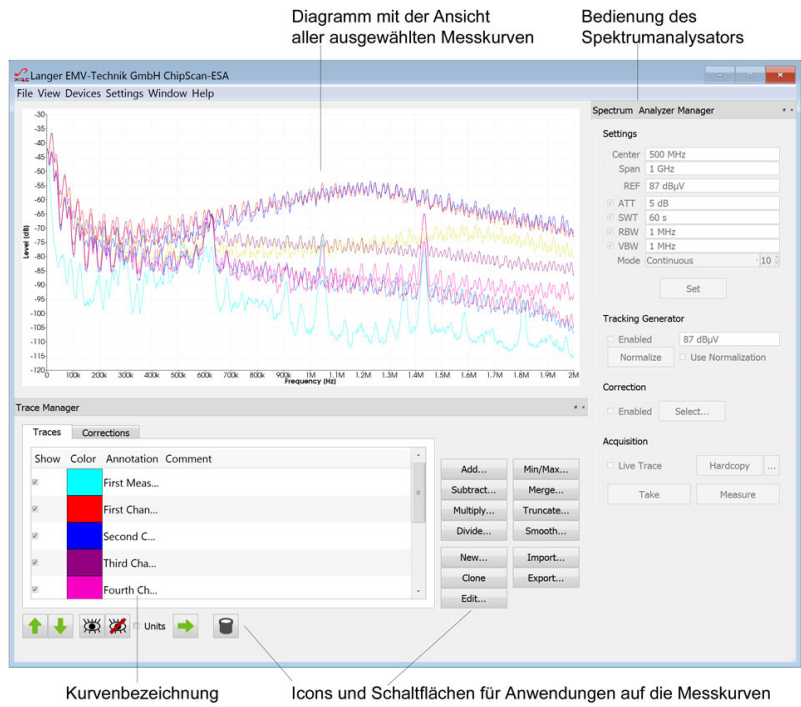 Diagramm mit der Ansicht
aller ausgewählten Messkurven
Bedienung des
Spektrumanalysators
Langer EMV-Technik GmbH ChipScan-ESA
File View Devices Settings Window Help
-30
-35
-40
-45
-50
-55
-60
-65
-70
-75
-80
-85
-90
-95
-100
-105
-110
-115
-120
Level (dB)
0 100k 200k 300k 400k 500k 600k 700k 800k 900k 1M 1.1M 1.2M 1.3M 1.4M 1.5M 1.6M 1.7M 1.8M 1.9M 2M
Frequency (Hz)
Spectrum Analyzer Manager
Settings
Center 500 MHz
Span 1 GHz
REF 87 dBµV
ATT 5 dB
SWT 60 s
RBW 1 MHz
VBW 1 MHz
Mode Continuous 10
Set
Tracking Generator
Enabled 87 dBµV
Normalize Use Normalization
Correction
Enabled Select...
Acquisition
Live Trace Hardcopy ...
Take Measure
Trace Manager
Traces Corrections
Show Color Annotation Comment
First Meas...
First Chan...
Second C...
Third Cha...
Fourth Ch...
Add... Min/Max...
Subtract... Merge...
Multiply... Truncate...
Divide... Smooth...
New... Import...
Clone Export...
Edit...
Units
Kurvenbezeichnung
Icons und Schaltflächen für Anwendungen auf die Messkurven